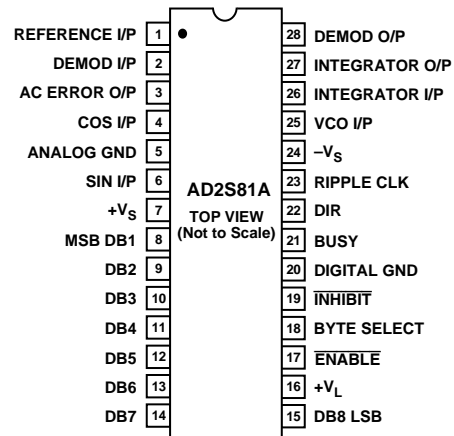 REFERENCE I/P 1 28 DEMOD O/P
DEMOD I/P 2 27 INTEGRATOR O/P
AC ERROR O/P 3 26 INTEGRATOR I/P
COS I/P 4 25 VCO I/P
ANALOG GND 5 24 –VS
SIN I/P 6 23 RIPPLE CLK
+VS 7 22 DIR
MSB DB1 8 21 BUSY
DB2 9 20 DIGITAL GND
DB3 10 19 INHIBIT
DB4 11 18 BYTE SELECT
DB5 12 17 ENABLE
DB6 13 16 +VL
DB7 14 15 DB8 LSB
AD2S81A
TOP VIEW
(Not to Scale)